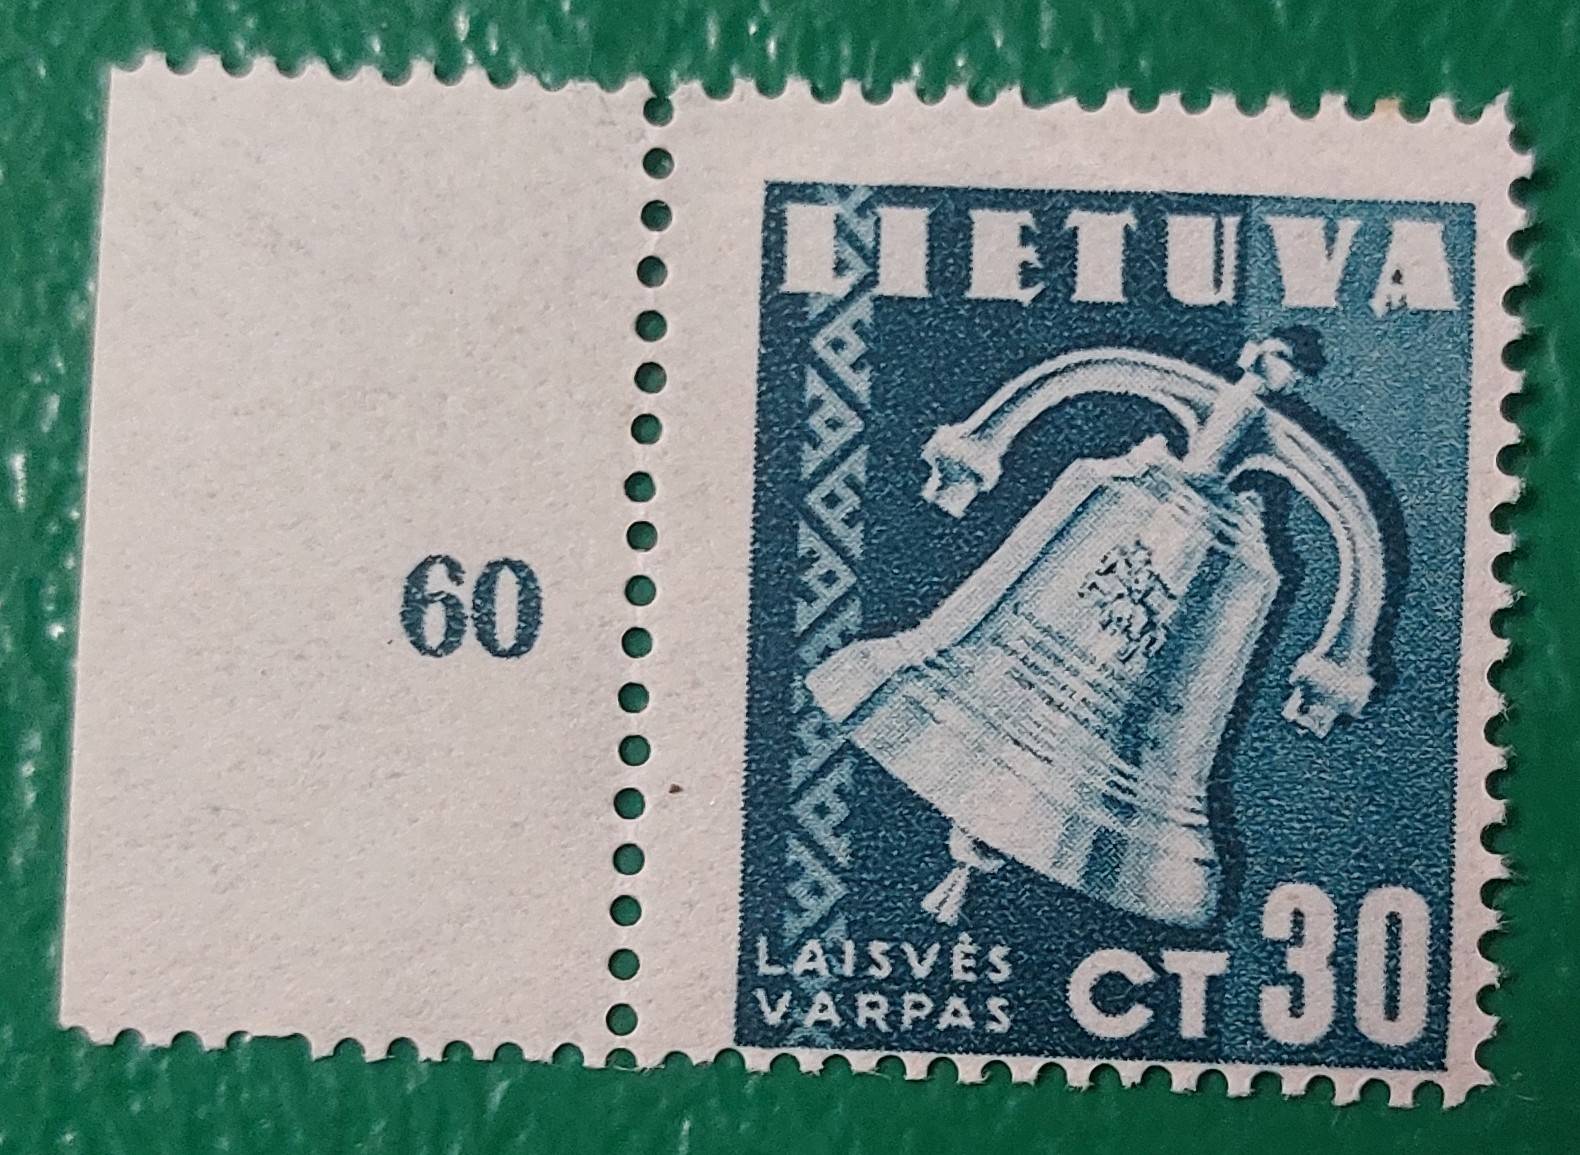 60
LIETUVA
LAISVĖS
VARPAS
CT 30